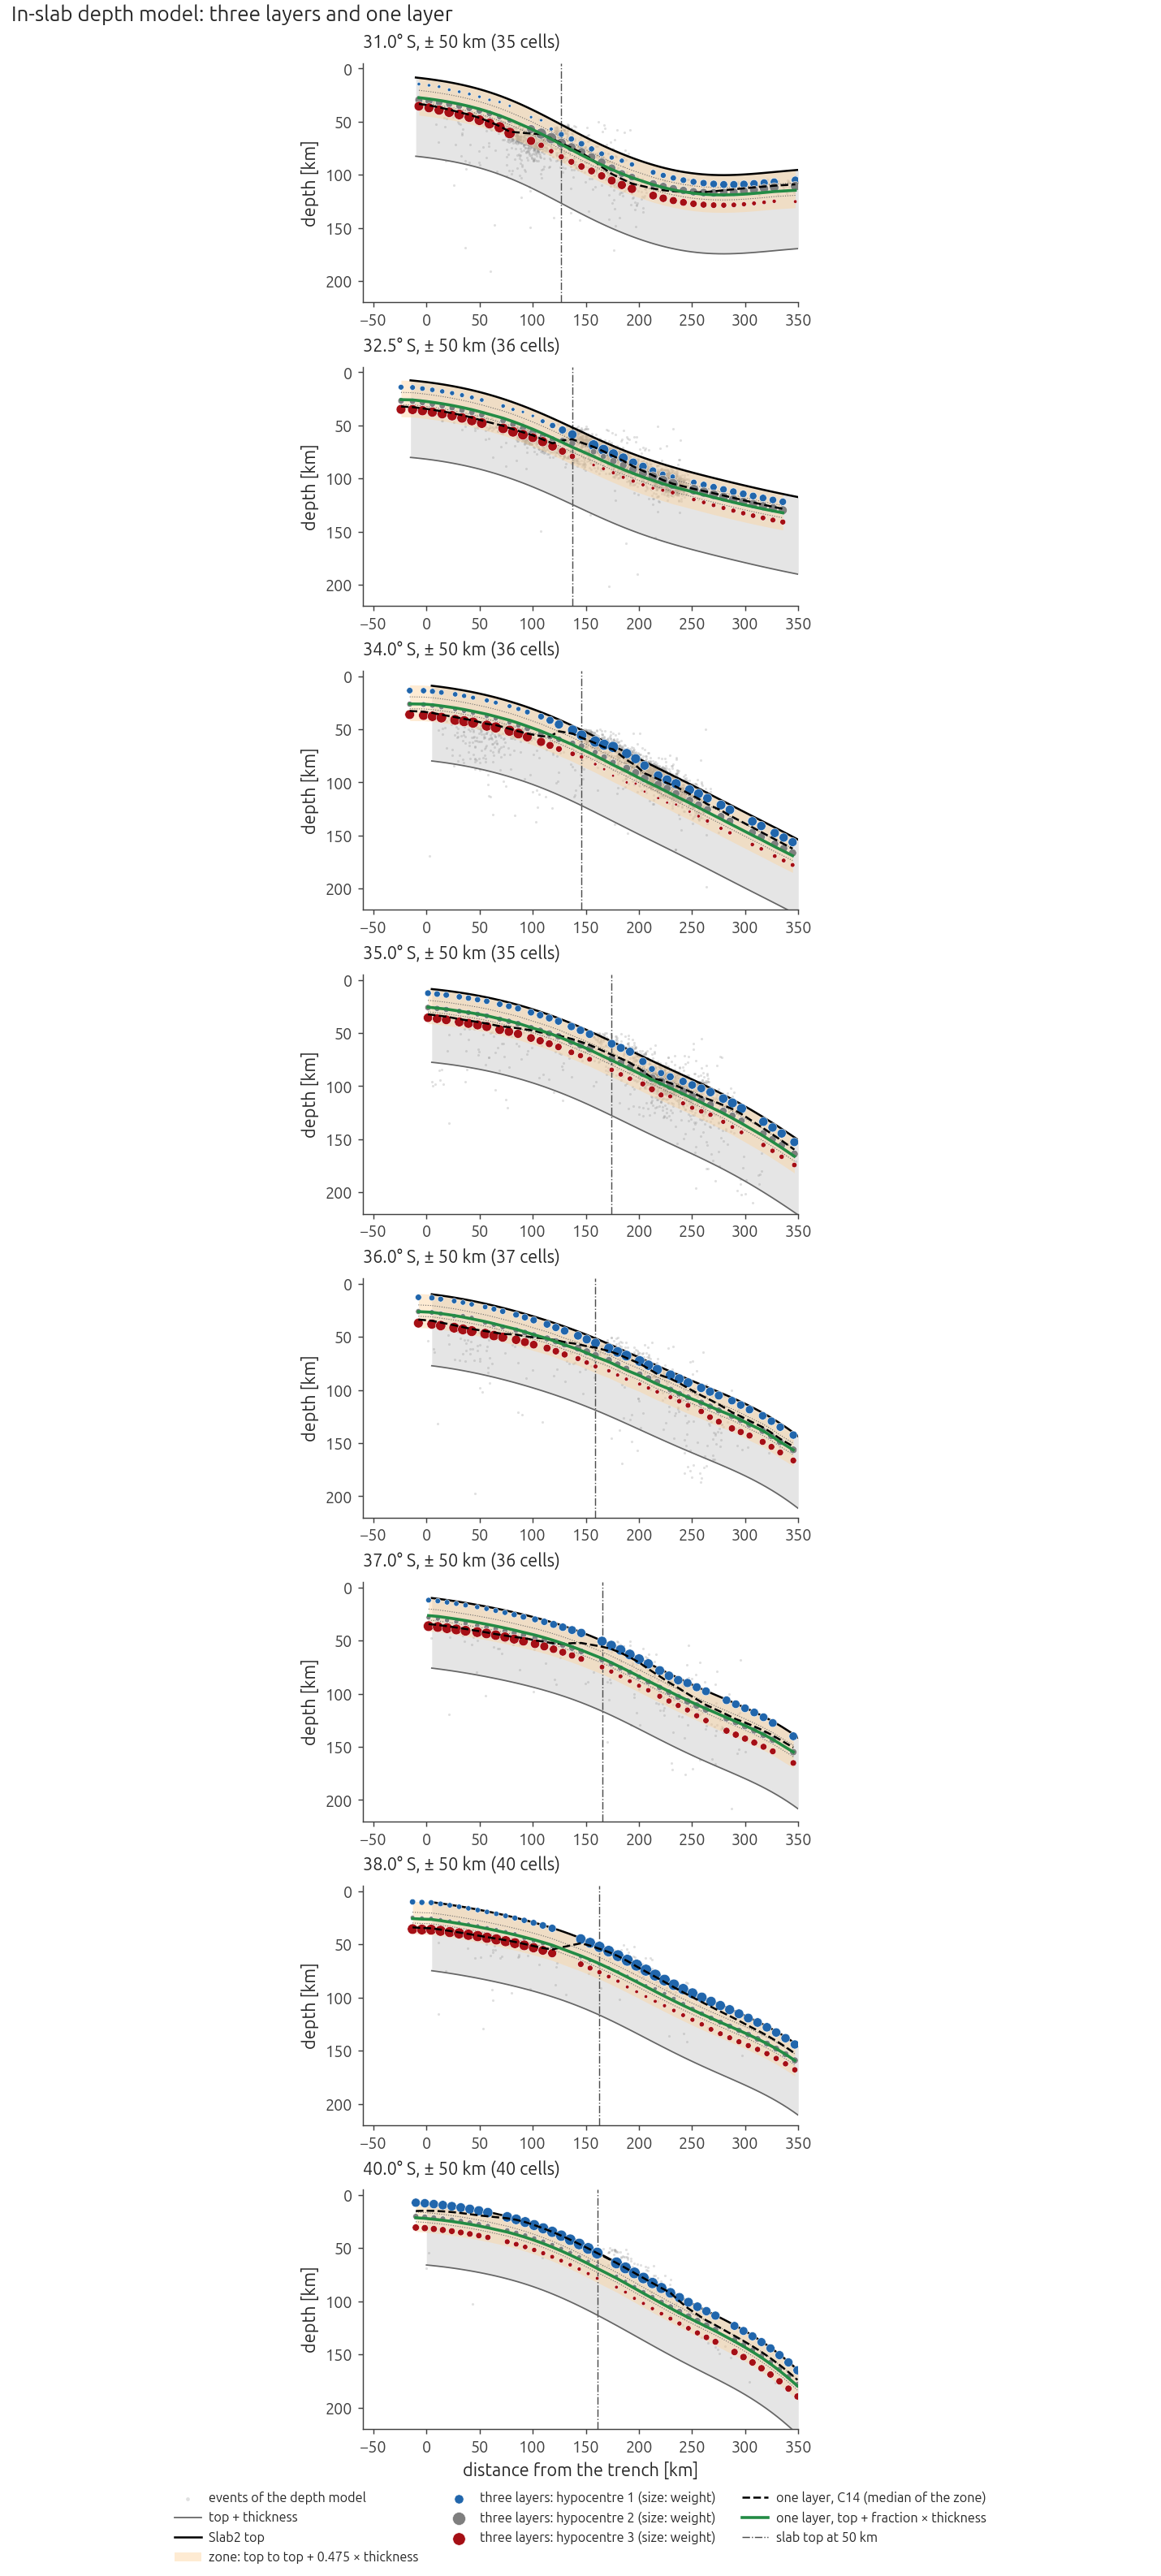 In-slab depth model: three layers and one layer
31.0° S, ± 50 km (35 cells)
0
50
100
150
200
depth [km]
−50 0 50 100 150 200 250 300 350
32.5° S, ± 50 km (36 cells)
0
50
100
150
200
depth [km]
−50 0 50 100 150 200 250 300 350
34.0° S, ± 50 km (36 cells)
0
50
100
150
200
depth [km]
−50 0 50 100 150 200 250 300 350
35.0° S, ± 50 km (35 cells)
0
50
100
150
200
depth [km]
−50 0 50 100 150 200 250 300 350
36.0° S, ± 50 km (37 cells)
0
50
100
150
200
depth [km]
−50 0 50 100 150 200 250 300 350
37.0° S, ± 50 km (36 cells)
0
50
100
150
200
depth [km]
−50 0 50 100 150 200 250 300 350
38.0° S, ± 50 km (40 cells)
0
50
100
150
200
depth [km]
−50 0 50 100 150 200 250 300 350
40.0° S, ± 50 km (40 cells)
0
50
100
150
200
depth [km]
−50 0 50 100 150 200 250 300 350
distance from the trench [km]
events of the depth model
top + thickness
Slab2 top
zone: top to top + 0.475 × thickness
three layers: hypocentre 1 (size: weight)
three layers: hypocentre 2 (size: weight)
three layers: hypocentre 3 (size: weight)
one layer, C14 (median of the zone)
one layer, top + fraction × thickness
slab top at 50 km